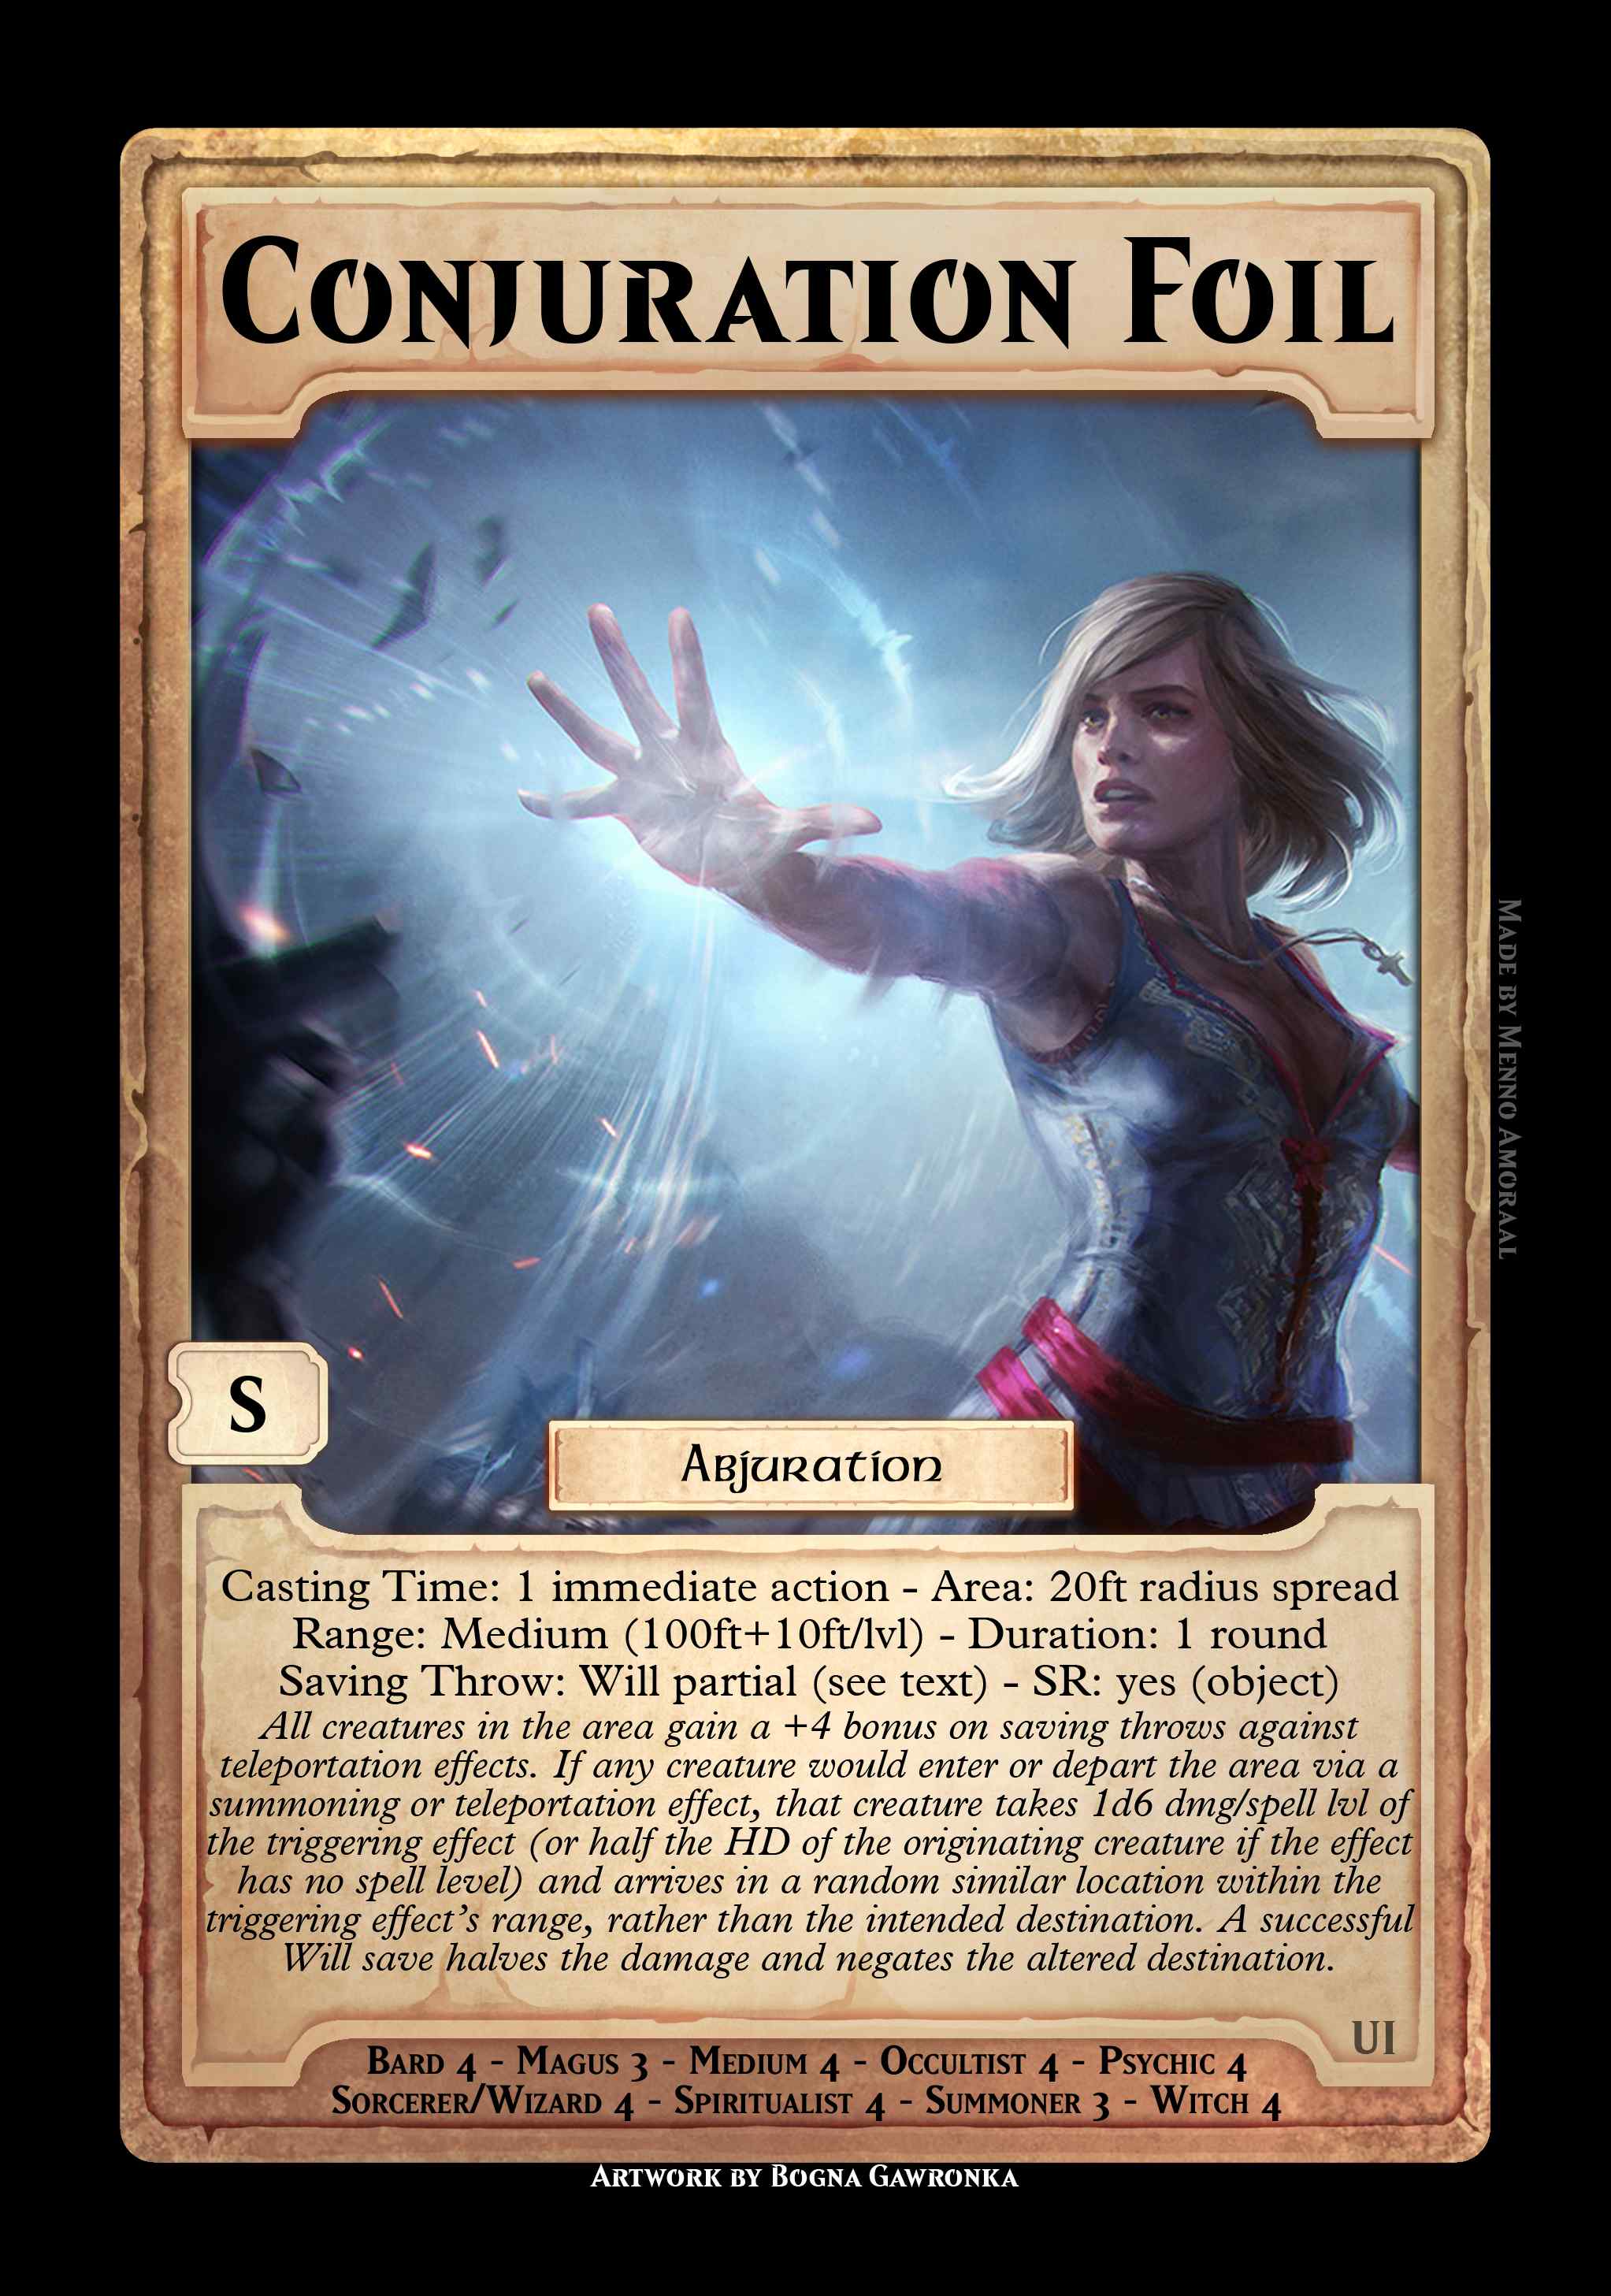 Conjuration Foil
Made by Menno Amoraal
S
Abjuration
Casting Time: 1 immediate action - Area: 20ft radius spread
Range: Medium (100ft+10ft/lvl) - Duration: 1 round
Saving Throw: Will partial (see text) - SR: yes (object)
All creatures in the area gain a +4 bonus on saving throws against
teleportation effects. If any creature would enter or depart the area via a
summoning or teleportation effect, that creature takes 1d6 dmg/spell lvl of
the triggering effect (or half the HD of the originating creature if the effect
has no spell level) and arrives in a random similar location within the
triggering effect's range, rather than the intended destination. A successful
Will save halves the damage and negates the altered destination.
UI
Bard 4 - Magus 3 - Medium 4 - Occultist 4 - Psychic 4
Sorcerer/Wizard 4 - Spiritualist 4 - Summoner 3 - Witch 4
Artwork by Bogna Gawronka